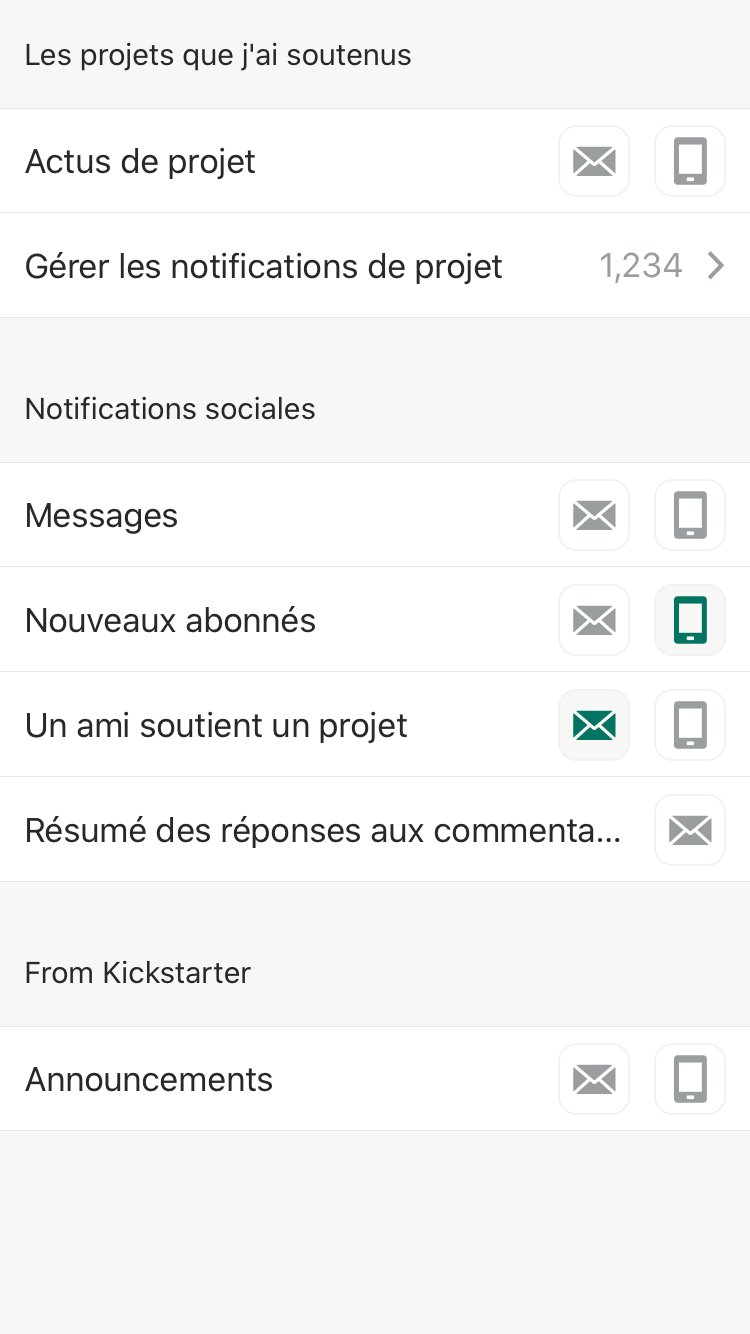 Les projets que j'ai soutenus
Actus de projet
Gérer les notifications de projet 1,234
Notifications sociales
Messages
Nouveaux abonnés
Un ami soutient un projet
Résumé des réponses aux commenta...
From Kickstarter
Announcements